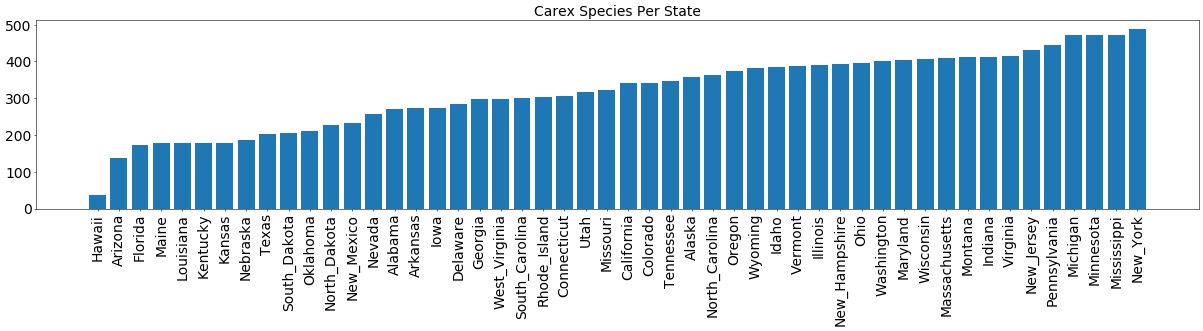 Carex Species Per State
500
400
300
200
100
0
Hawaii
Arizona
Florida
Maine
Louisiana
Kentucky
Kansas
Nebraska
Texas
South_Dakota
Oklahoma
North_Dakota
New_Mexico
Nevada
Alabama
Arkansas
Iowa
Delaware
Georgia
West_Virginia
South_Carolina
Rhode_Island
Connecticut
Utah
Missouri
California
Colorado
Tennessee
Alaska
North_Carolina
Oregon
Wyoming
Idaho
Vermont
Illinois
New_Hampshire
Ohio
Washington
Maryland
Wisconsin
Massachusetts
Montana
Indiana
Virginia
New_Jersey
Pennsylvania
Michigan
Minnesota
Mississippi
New_York